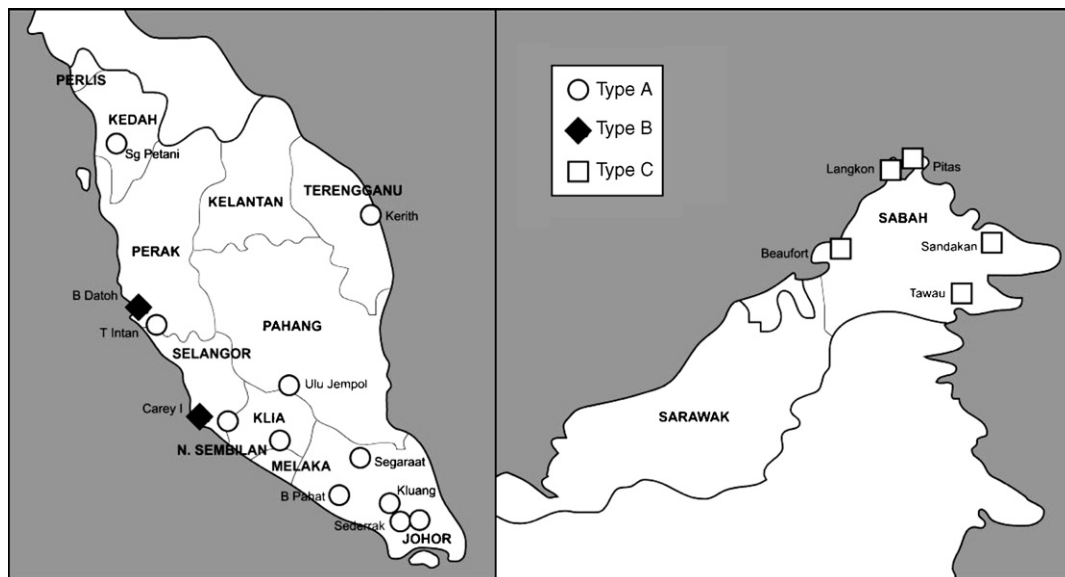 PERLIS
KEDAH
Sg Petani
KELANTAN
TERENGGANU
Kerith
PERAK
B Datoh
T Intan
PAHANG
SELANGOR
Ulu Jempol
Carey I
KLIA
N. SEMBILAN
MELAKA
Segaraat
B Pahat
Kluang
Sederrak
JOHOR
Type A
Type B
Type C
Langkon
Pitas
SABAH
Beaufort
Sandakan
Tawau
SARAWAK